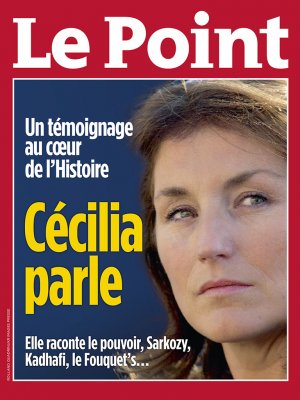 Le Point
Un témoignage
au cœur
de l'Histoire
Cécilia
parle
Elle raconte le pouvoir, Sarkozy,
Kadhafi, le Fouquet's…